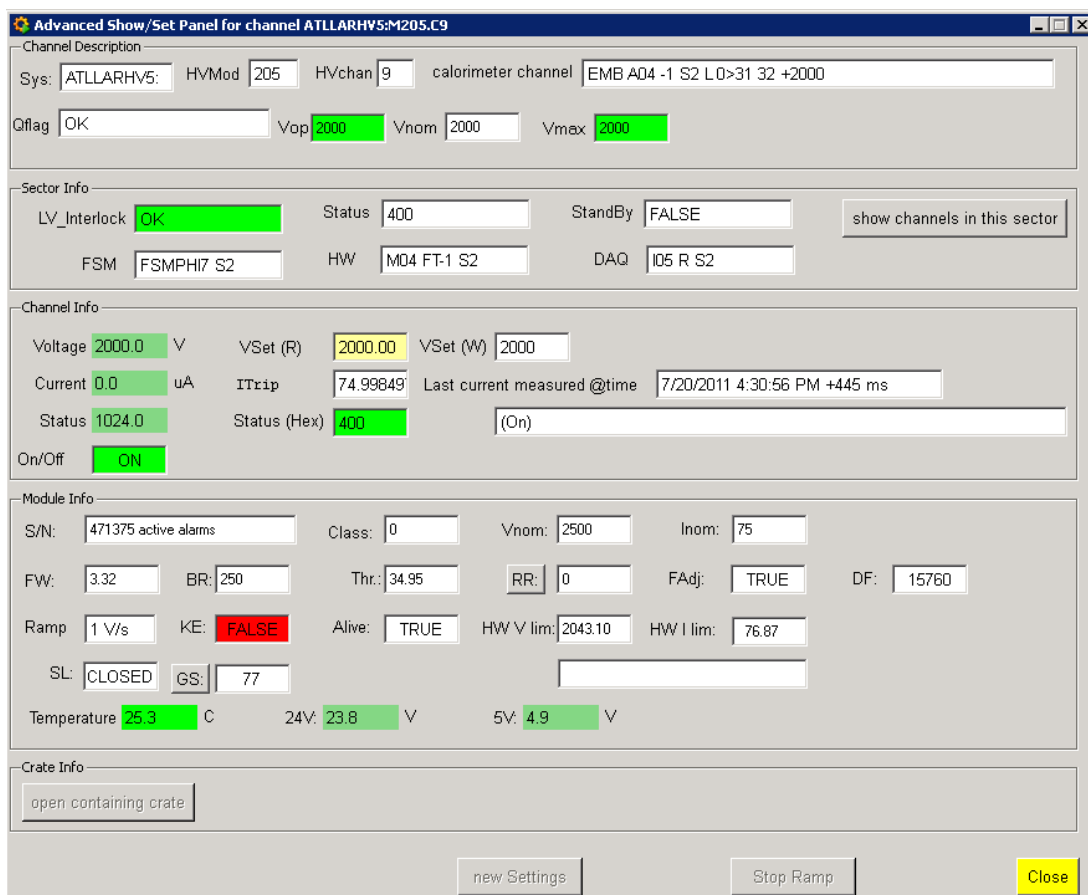 Advanced Show/Set Panel for channel ATLLARHV5:M205.C9
Channel Description
Sys: ATLLARHV5: HVMod 205 HVchan 9 calorimeter channel EMB A04 -1 S2 L 0>31 32 +2000
Qflag OK Vop 2000 Vnom 2000 Vmax 2000
Sector Info
LV_Interlock OK Status 400 StandBy FALSE show channels in this sector
FSM FSMPHI7 S2 HW M04 FT-1 S2 DAQ I05 R S2
Channel Info
Voltage 2000.0 V VSet (R) 2000.00 VSet (W) 2000
Current 0.0 uA ITrip 74.99849 Last current measured @time 7/20/2011 4:30:56 PM +445 ms
Status 1024.0 Status (Hex) 400 (On)
On/Off ON
Module Info
S/N: 471375 active alarms Class: 0 Vnom: 2500 Inom: 75
FW: 3.32 BR: 250 Thr.: 34.95 RR: 0 FAdj: TRUE DF: 15760
Ramp 1 V/s KE: FALSE Alive: TRUE HW V lim: 2043.10 HW I lim: 76.87
SL: CLOSED GS: 77
Temperature 25.3 C 24V: 23.8 V 5V: 4.9 V
Crate Info
open containing crate
new Settings Stop Ramp Close